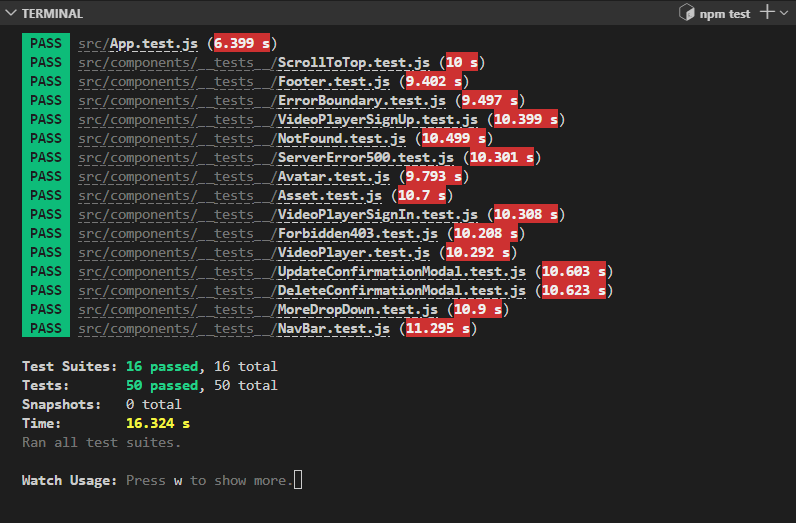 TERMINAL
npm test
PASS src/App.test.js (6.399 s)
PASS src/components/__tests__/ScrollToTop.test.js (10 s)
PASS src/components/__tests__/Footer.test.js (9.402 s)
PASS src/components/__tests__/ErrorBoundary.test.js (9.497 s)
PASS src/components/__tests__/VideoPlayerSignUp.test.js (10.399 s)
PASS src/components/__tests__/NotFound.test.js (10.499 s)
PASS src/components/__tests__/ServerError500.test.js (10.301 s)
PASS src/components/__tests__/Avatar.test.js (9.793 s)
PASS src/components/__tests__/Asset.test.js (10.7 s)
PASS src/components/__tests__/VideoPlayerSignIn.test.js (10.308 s)
PASS src/components/__tests__/Forbidden403.test.js (10.208 s)
PASS src/components/__tests__/VideoPlayer.test.js (10.292 s)
PASS src/components/__tests__/UpdateConfirmationModal.test.js (10.603 s)
PASS src/components/__tests__/DeleteConfirmationModal.test.js (10.623 s)
PASS src/components/__tests__/MoreDropDown.test.js (10.9 s)
PASS src/components/__tests__/NavBar.test.js (11.295 s)
Test Suites: 16 passed, 16 total
Tests: 50 passed, 50 total
Snapshots: 0 total
Time: 16.324 s
Ran all test suites.
Watch Usage: Press w to show more.